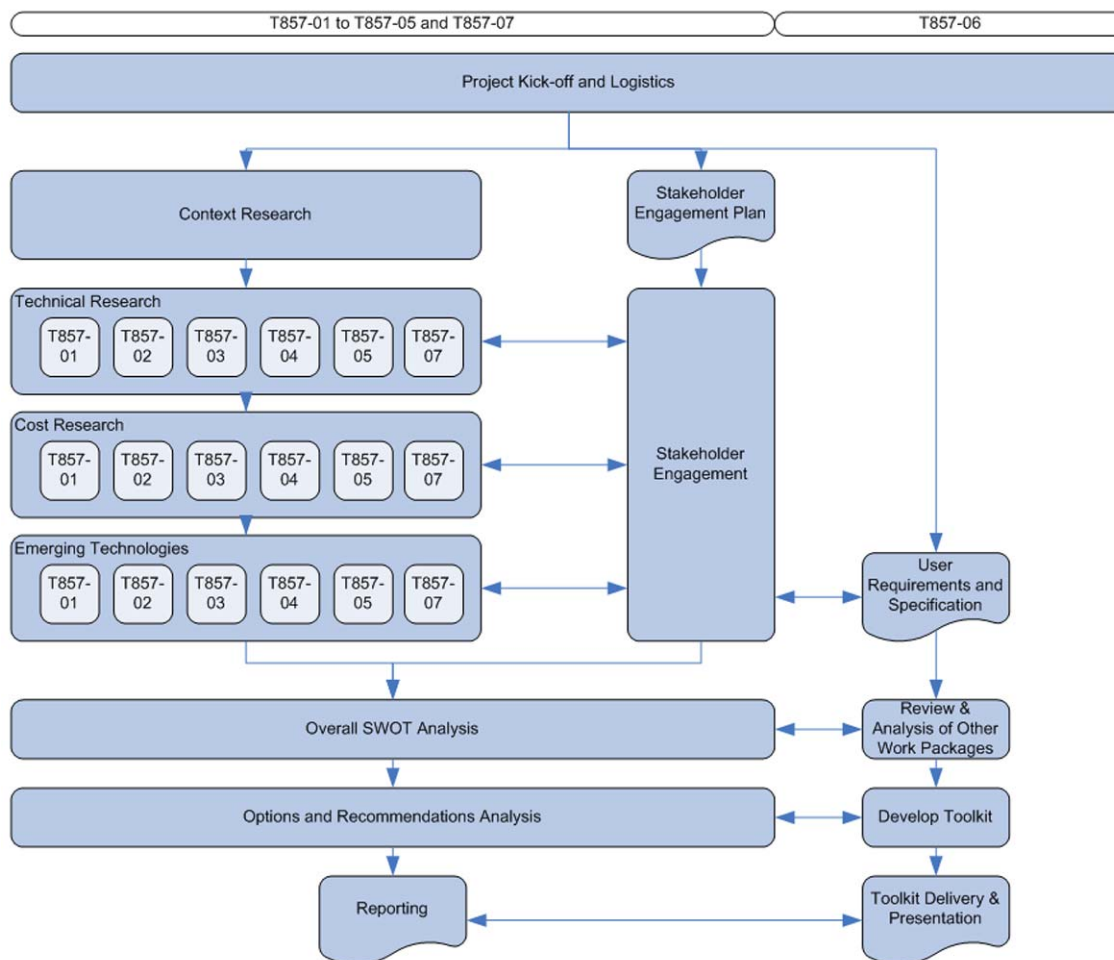 T857-01 to T857-05 and T857-07
T857-06
Project Kick-off and Logistics
Context Research
Stakeholder
Engagement Plan
Technical Research
T857-
01
T857-
02
T857-
03
T857-
04
T857-
05
T857-
07
Cost Research
T857-
01
T857-
02
T857-
03
T857-
04
T857-
05
T857-
07
Stakeholder
Engagement
Emerging Technologies
T857-
01
T857-
02
T857-
03
T857-
04
T857-
05
T857-
07
User
Requirements and
Specification
Overall SWOT Analysis
Review &
Analysis of Other
Work Packages
Options and Recommendations Analysis
Develop Toolkit
Reporting
Toolkit Delivery &
Presentation